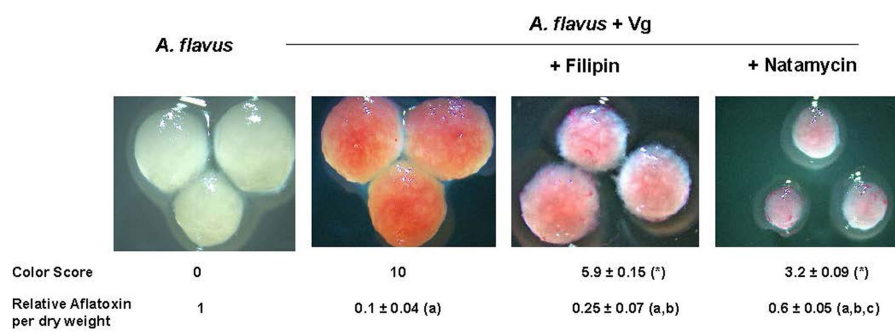 A. flavus
A. flavus + Vg
+ Filipin
+ Natamycin
Color Score 0 10 5.9 ± 0.15 (*) 3.2 ± 0.09 (*)
Relative Aflatoxin
per dry weight 1 0.1 ± 0.04 (a) 0.25 ± 0.07 (a,b) 0.6 ± 0.05 (a,b,c)